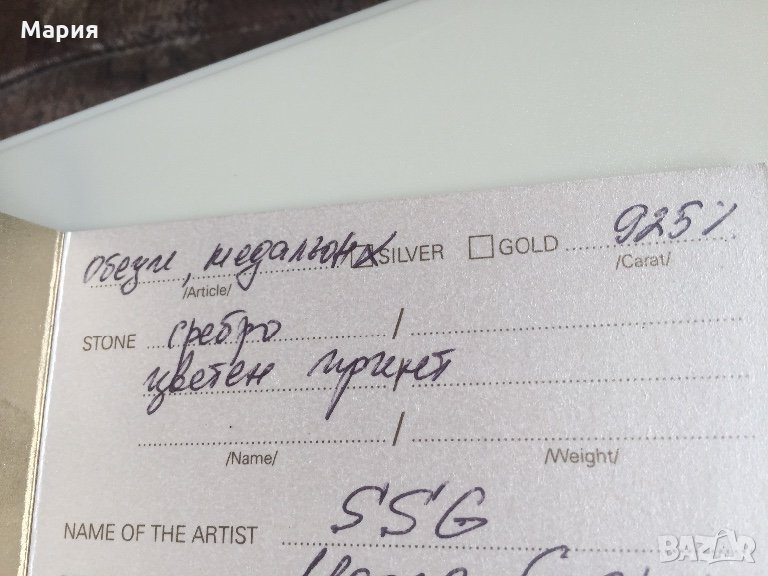 Мария
обеци, медальон SILVER GOLD 925%
/Article/ /Carat/
STONE сребро /
цветен принт
/
/Name/ /Weight/
NAME OF THE ARTIST SSG
BAZAR